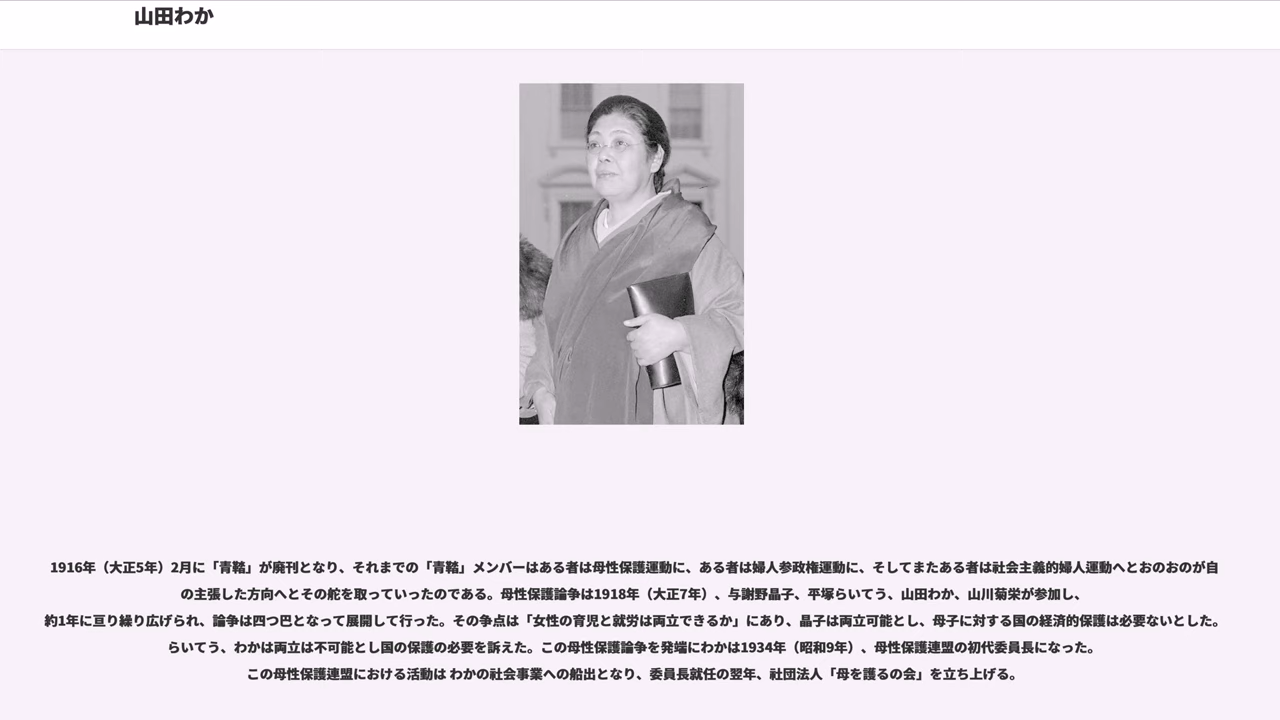 山田わか
1916年（大正5年）2月に「青鞜」が廃刊となり、それまでの「青鞜」メンバーはある者は母性保護運動に、ある者は婦人参政権運動に、そしてまたある者は社会主義的婦人運動へとおのおのが自
の主張した方向へとその舵を取っていったのである。母性保護論争は1918年（大正7年）、与謝野晶子、平塚らいてう、山田わか、山川菊栄が参加し、
約1年に亘り繰り広げられ、論争は四つ巴となって展開して行った。その争点は「女性の育児と就労は両立できるか」にあり、晶子は両立可能とし、母子に対する国の経済的保護は必要ないとした。
らいてう、わかは両立は不可能とし国の保護の必要を訴えた。この母性保護論争を発端にわかは1934年（昭和9年）、母性保護連盟の初代委員長になった。
この母性保護連盟における活動は わかの社会事業への船出となり、委員長就任の翌年、社団法人「母を護るの会」を立ち上げる。